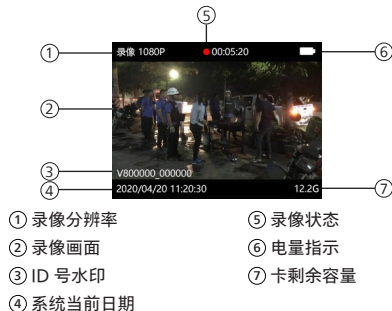 ⑤
① 录像 1080P 00:05:20 ⑥
②
③ V800000_000000
④ 2020/04/20 11:20:30 12.2G ⑦
① 录像分辨率
② 录像画面
③ ID 号水印
④ 系统当前日期
⑤ 录像状态
⑥ 电量指示
⑦ 卡剩余容量